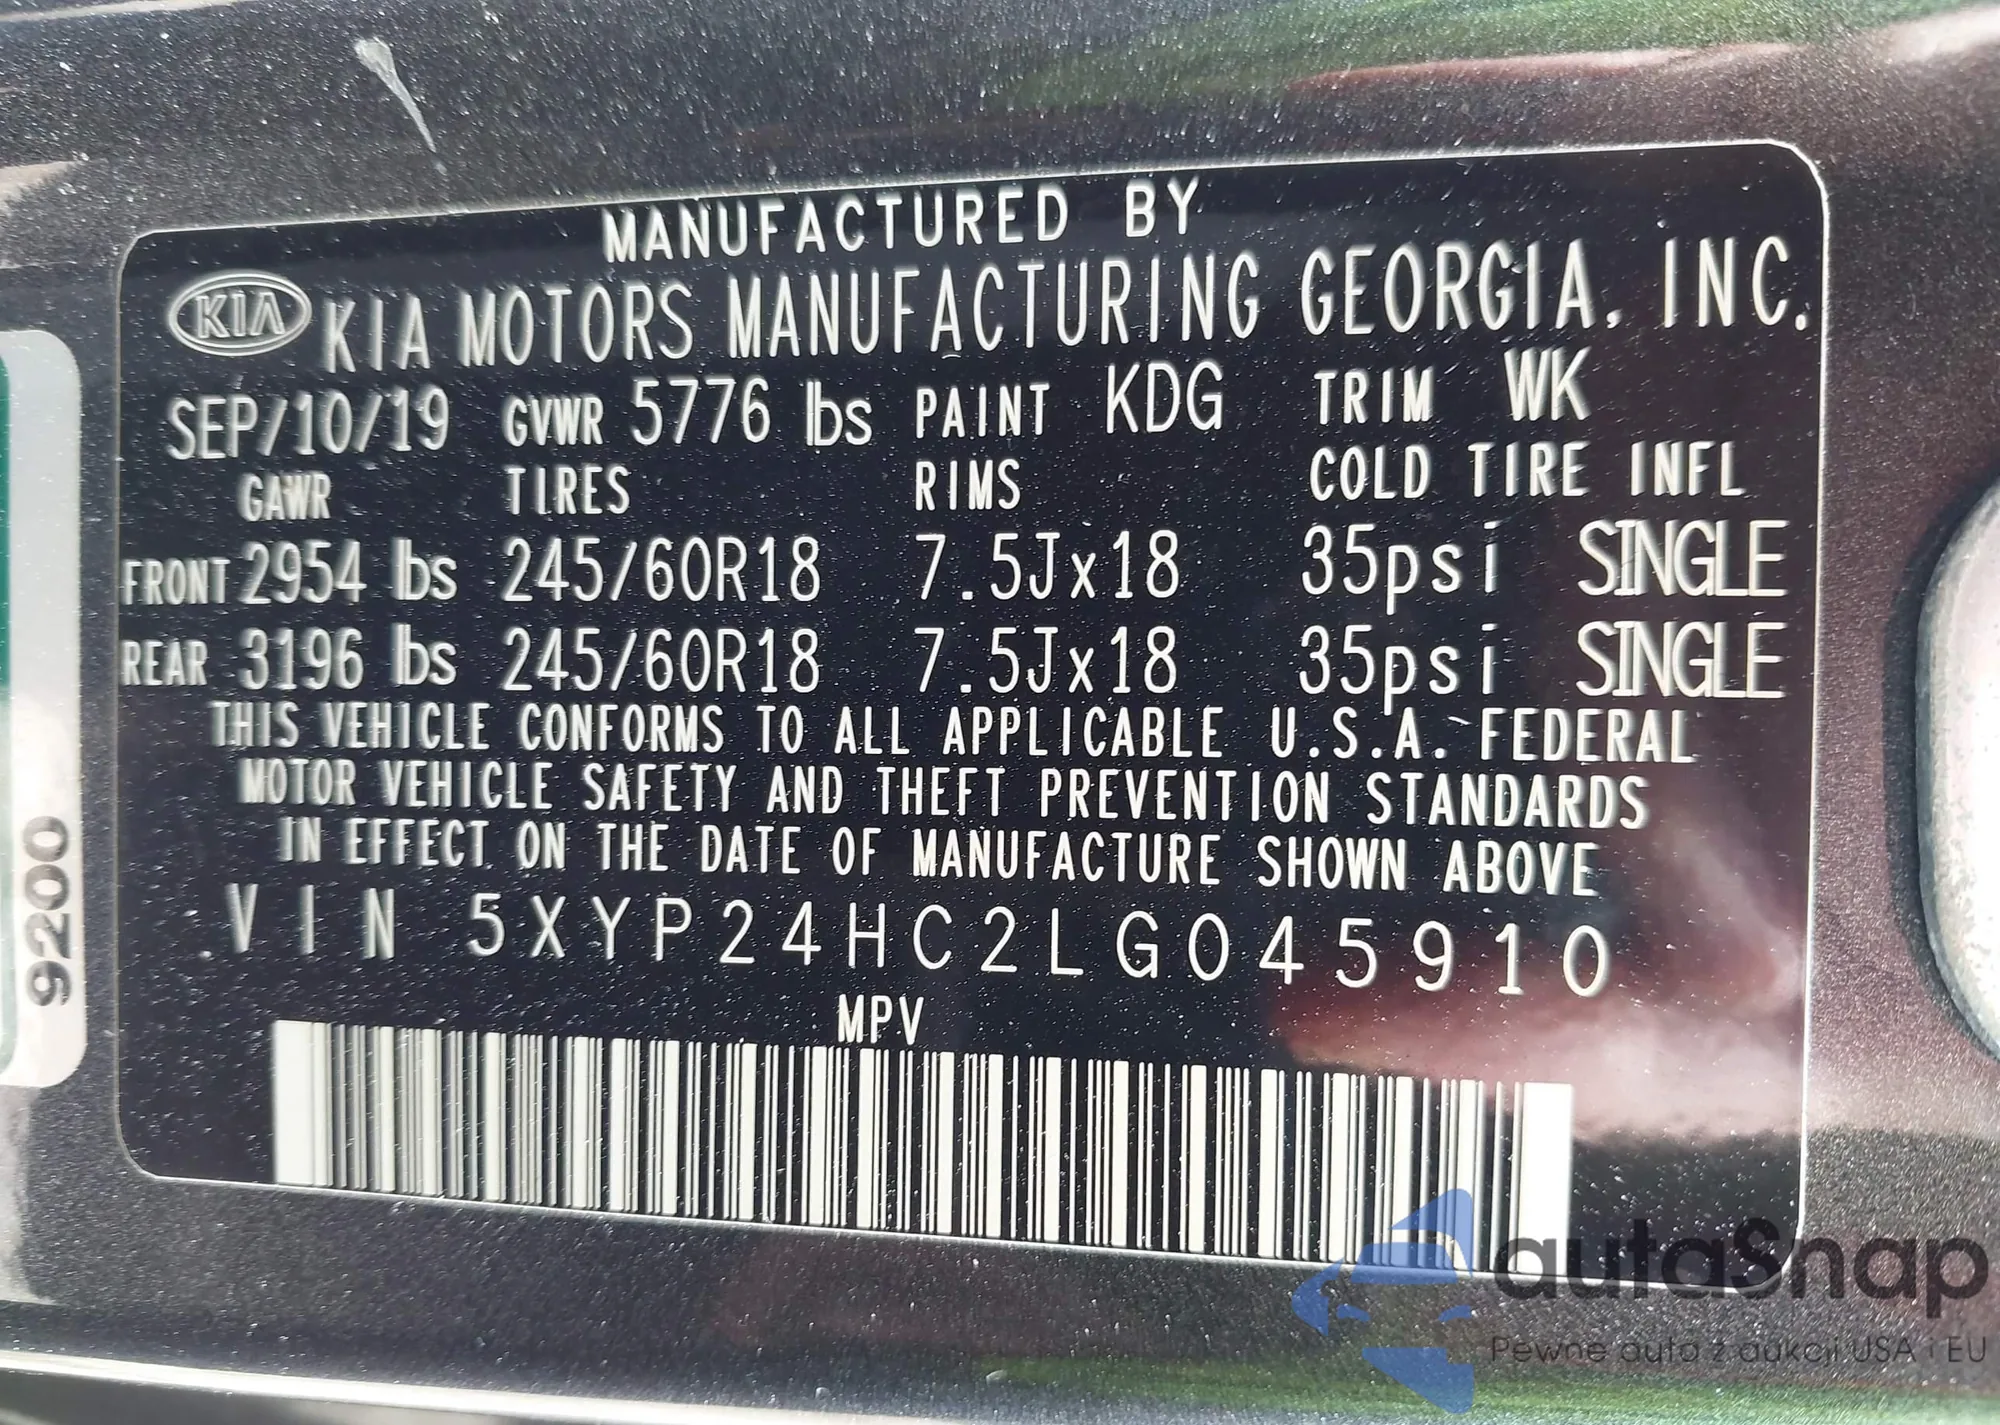 MANUFACTURED BY
KIA KIA MOTORS MANUFACTURING GEORGIA. INC.
SEP/10/19 GVWR 5776 lbs PAINT KDG TRIM WK
GAWR TIRES RIMS COLD TIRE INFL
FRONT 2954 lbs 245/60R18 7.5Jx18 35psi SINGLE
REAR 3196 lbs 245/60R18 7.5Jx18 35psi SINGLE
THIS VEHICLE CONFORMS TO ALL APPLICABLE U.S.A. FEDERAL
MOTOR VEHICLE SAFETY AND THEFT PREVENTION STANDARDS
IN EFFECT ON THE DATE OF MANUFACTURE SHOWN ABOVE
VIN 5XYP24HC2LG045910
MPV
9200
autaSnap
Pewne auta z aukcji USA i EU